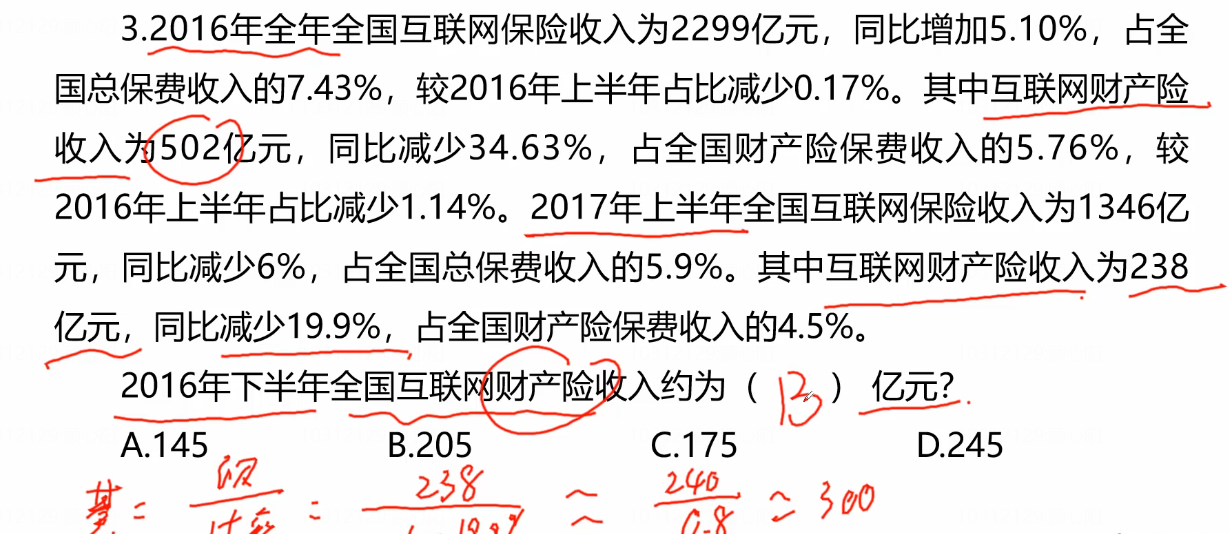 3.2016年全年全国互联网保险收入为2299亿元，同比增加5.10%，占全
国总保费收入的7.43%，较2016年上半年占比减少0.17%。其中互联网财产险
收入为502亿元，同比减少34.63%，占全国财产险保费收入的5.76%，较
2016年上半年占比减少1.14%。2017年上半年全国互联网保险收入为1346亿
元，同比减少6%，占全国总保费收入的5.9%。其中互联网财产险收入为238
亿元，同比减少19.9%，占全国财产险保费收入的4.5%。
2016年下半年全国互联网财产险收入约为（ B ） 亿元?
A.145 B.205 C.175 D.245
基 = 现 / = 238 / 1-19.9% ≈ 240 / 0.8 ≈ 300